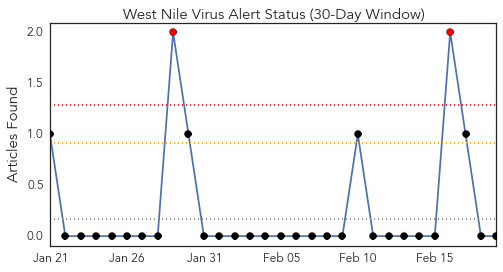 West Nile Virus Alert Status (30-Day Window)
Articles Found
2.0
1.5
1.0
0.5
0.0
Jan 21 Jan 26 Jan 31 Feb 05 Feb 10 Feb 15